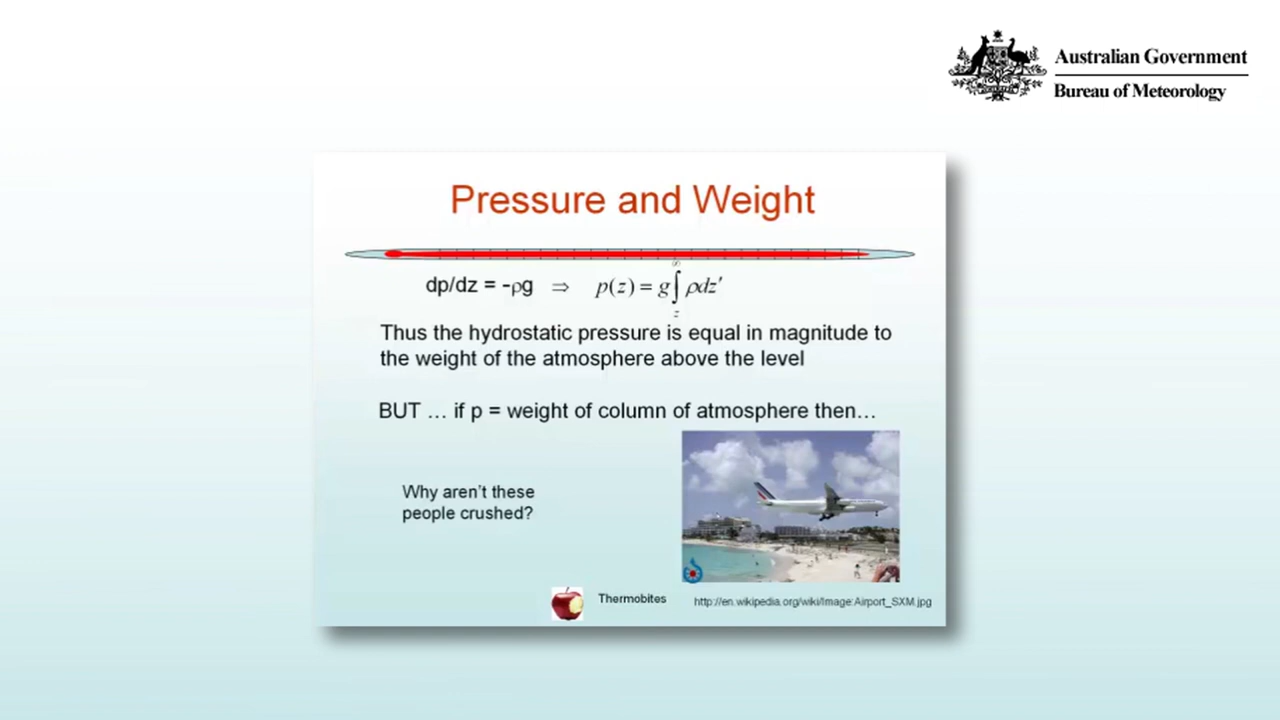 Australian Government
Bureau of Meteorology
Pressure and Weight
dp/dz = -ρg ⇒ p(z) = g∫_z^∞ ρdz′
Thus the hydrostatic pressure is equal in magnitude to
the weight of the atmosphere above the level
BUT … if p = weight of column of atmosphere then…
Why aren't these
people crushed?
Thermobites
http://en.wikipedia.org/wiki/Image:Airport_SXM.jpg